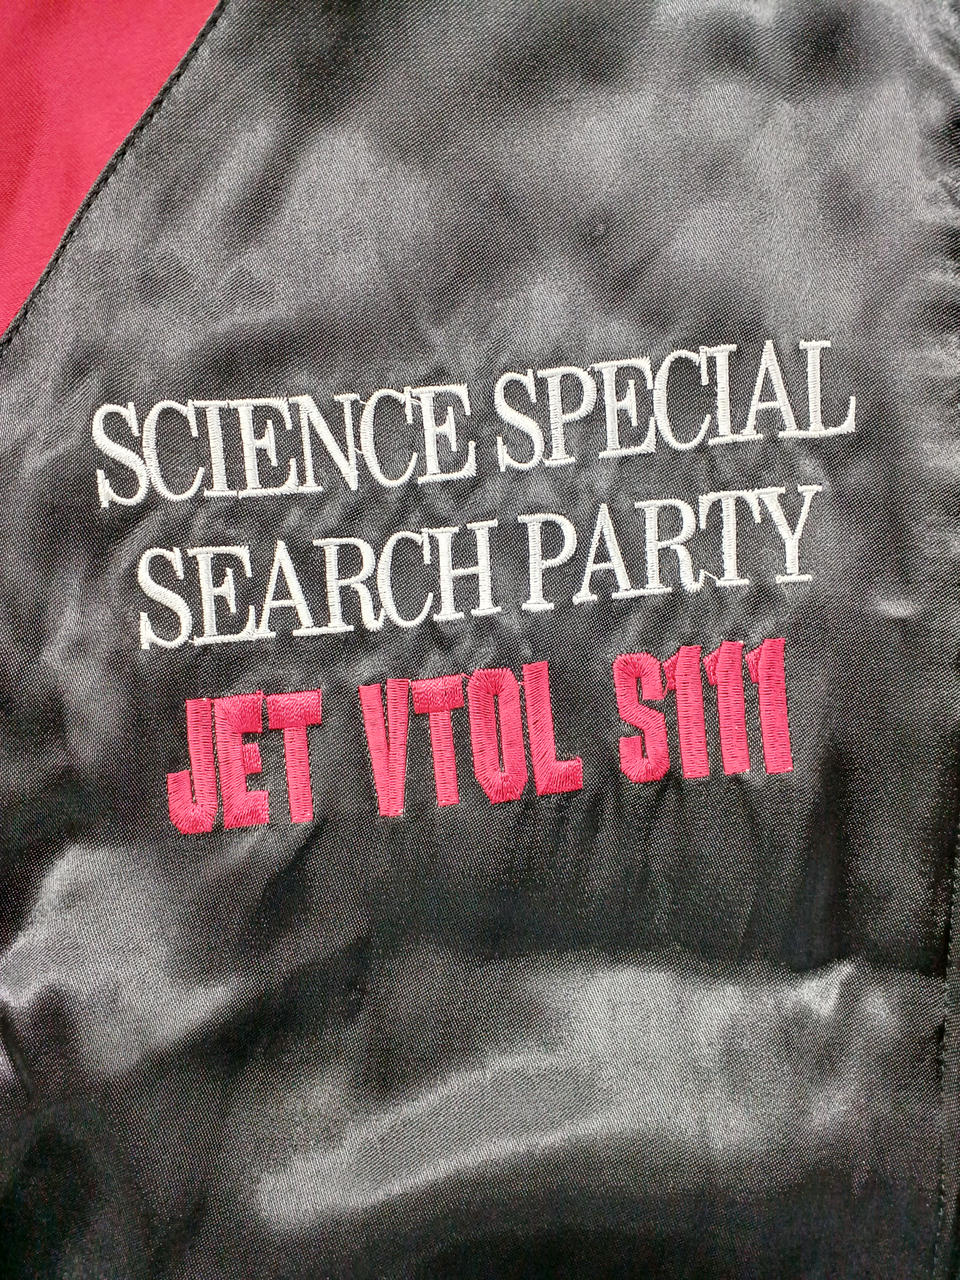 SCIENCE SPECIAL
SEARCH PARTY
JET VTOL S111